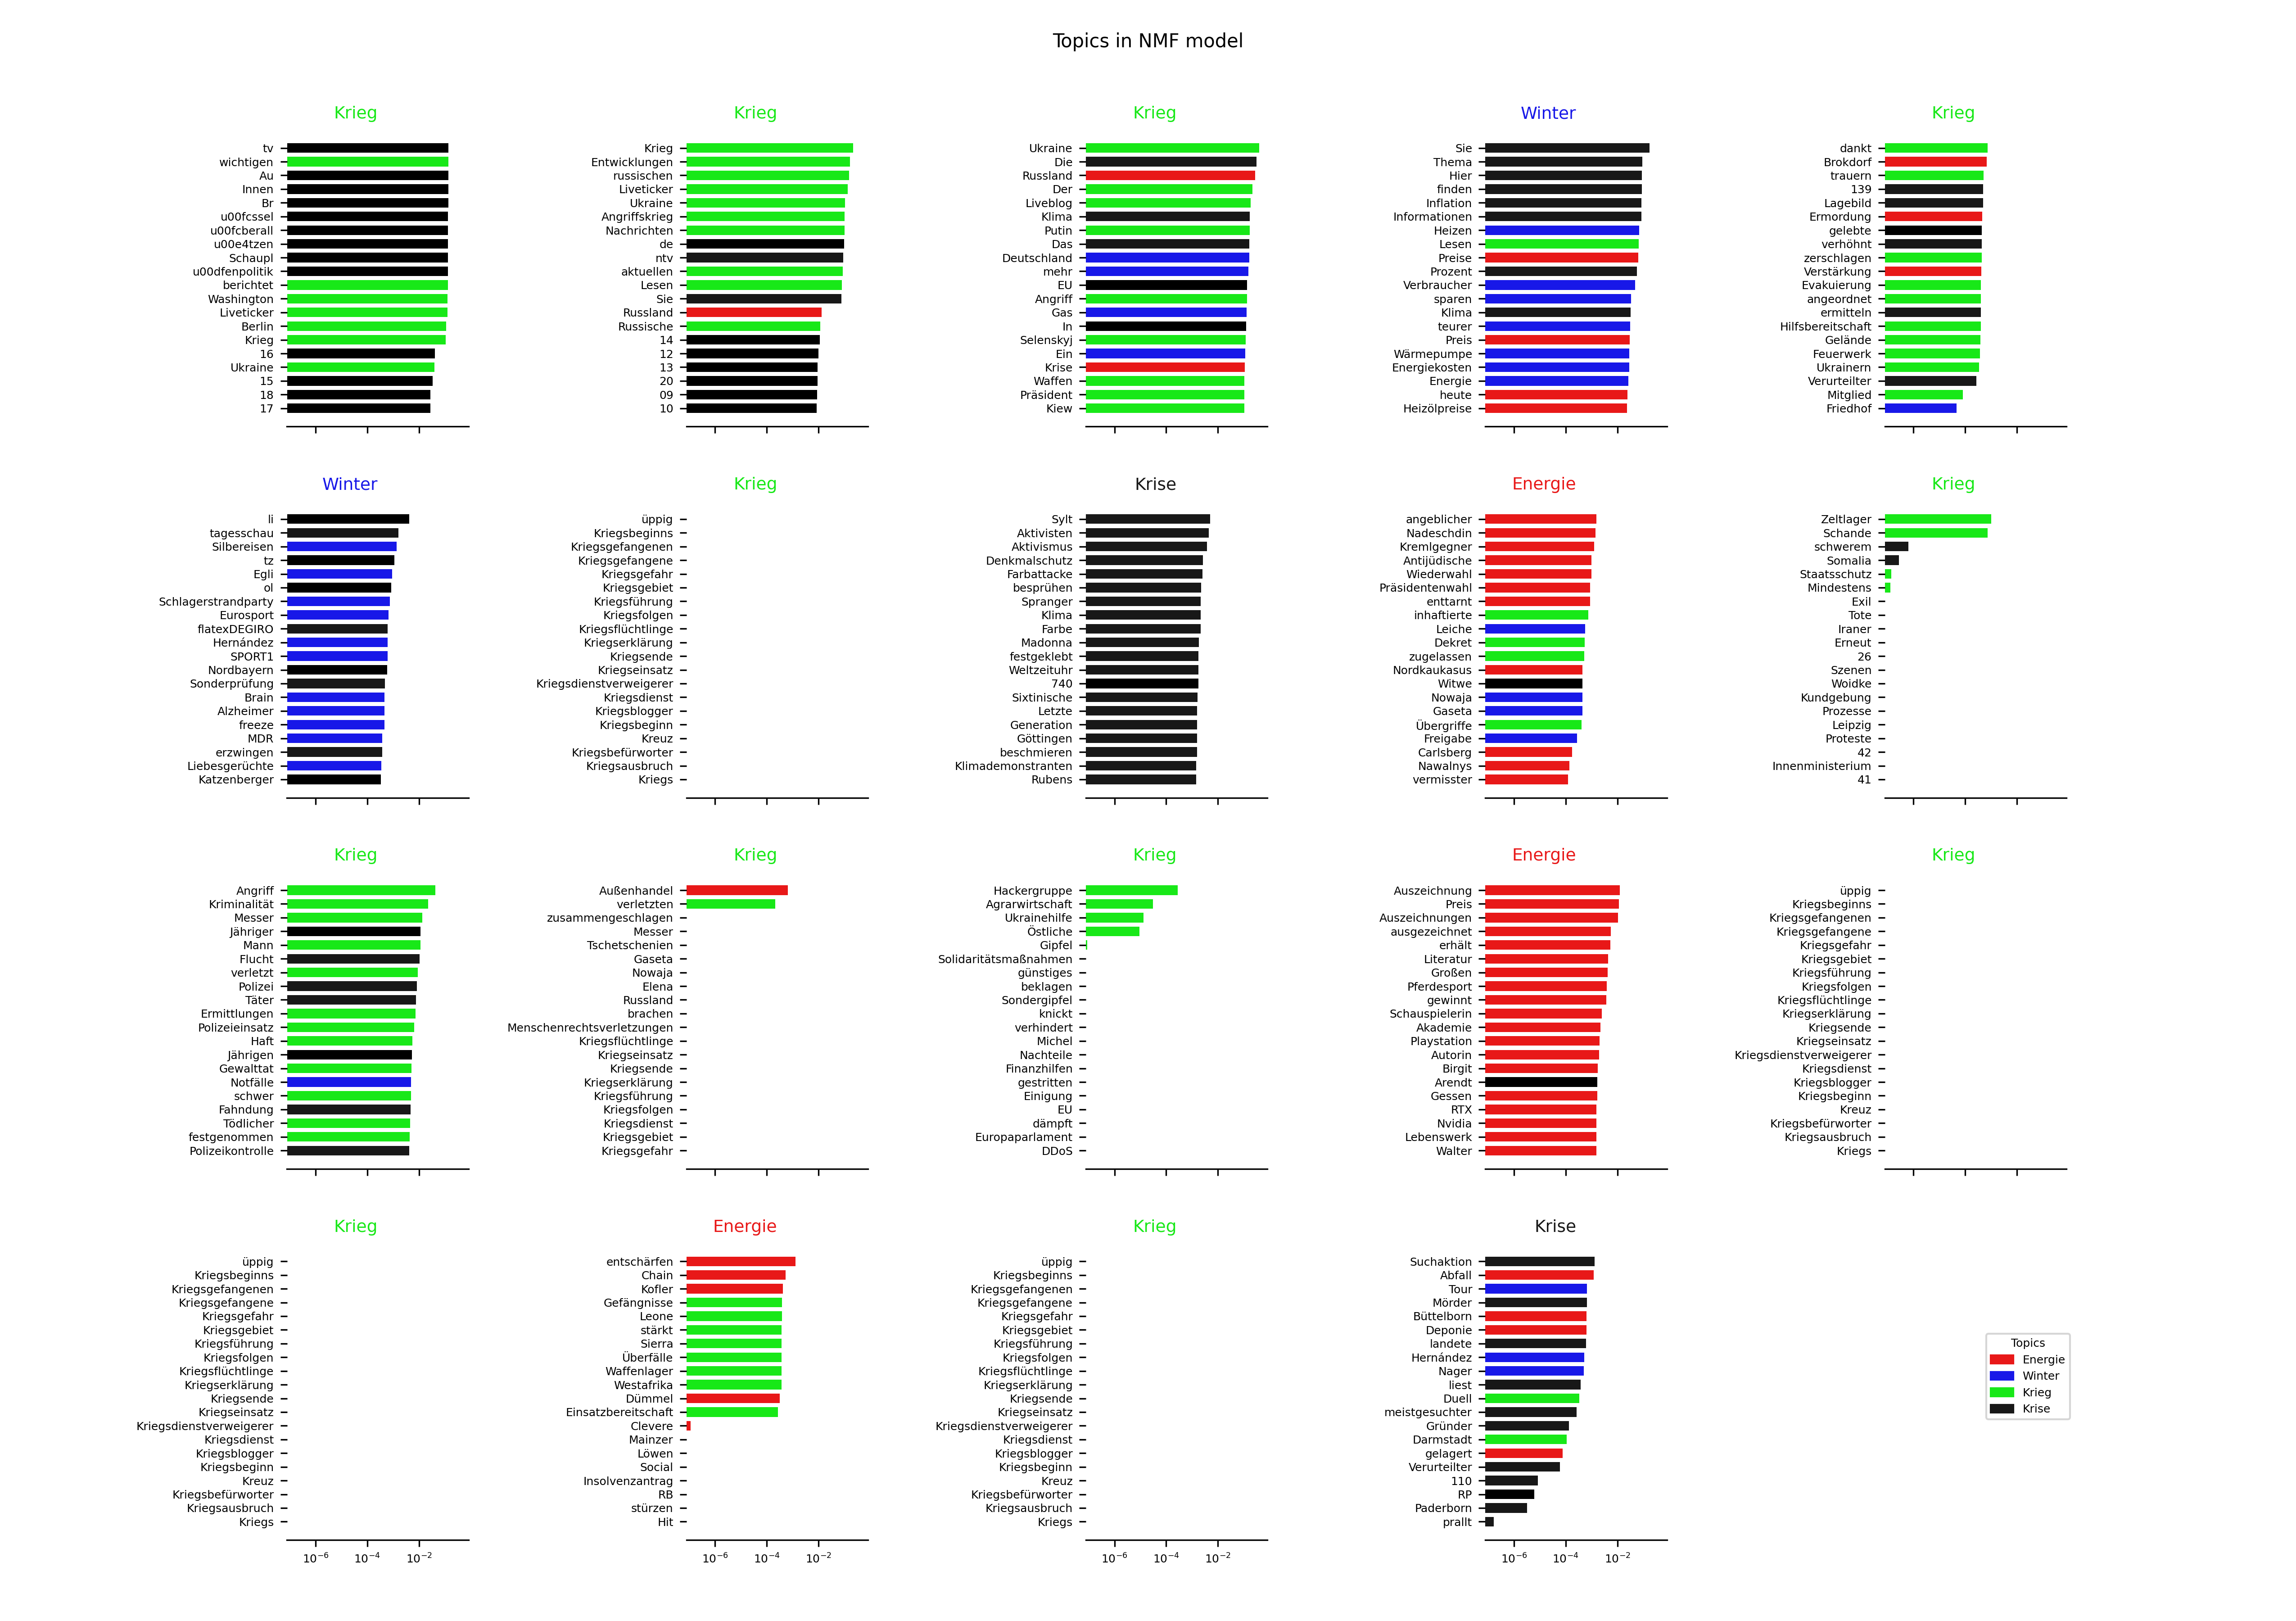 Topics in NMF model
Krieg
tv
wichtigen
Au
Innen
Br
u00fcssel
u00fcberall
u00e4tzen
Schaupl
u00dfenpolitik
berichtet
Washington
Liveticker
Berlin
Krieg
16
Ukraine
15
18
17
Krieg
Krieg
Entwicklungen
russischen
Liveticker
Ukraine
Angriffskrieg
Nachrichten
de
ntv
aktuellen
Lesen
Sie
Russland
Russische
14
12
13
20
09
10
Krieg
Ukraine
Die
Russland
Der
Liveblog
Klima
Putin
Das
Deutschland
mehr
EU
Angriff
Gas
In
Selenskyj
Ein
Krise
Waffen
Präsident
Kiew
Winter
Sie
Thema
Hier
finden
Inflation
Informationen
Heizen
Lesen
Preise
Prozent
Verbraucher
sparen
Klima
teurer
Preis
Wärmepumpe
Energiekosten
Energie
heute
Heizölpreise
Krieg
dankt
Brokdorf
trauern
139
Lagebild
Ermordung
gelebte
verhöhnt
zerschlagen
Verstärkung
Evakuierung
angeordnet
ermitteln
Hilfsbereitschaft
Gelände
Feuerwerk
Ukrainern
Verurteilter
Mitglied
Friedhof
Winter
li
tagesschau
Silbereisen
tz
Egli
ol
Schlagerstrandparty
Eurosport
flatexDEGIRO
Hernández
SPORT1
Nordbayern
Sonderprüfung
Brain
Alzheimer
freeze
MDR
erzwingen
Liebesgerüchte
Katzenberger
Krieg
üppig
Kriegsbeginns
Kriegsgefangenen
Kriegsgefangene
Kriegsgefahr
Kriegsgebiet
Kriegsführung
Kriegsfolgen
Kriegsflüchtlinge
Kriegserklärung
Kriegsende
Kriegseinsatz
Kriegsdienstverweigerer
Kriegsdienst
Kriegsblogger
Kriegsbeginn
Kreuz
Kriegsbefürworter
Kriegsausbruch
Kriegs
Krise
Sylt
Aktivisten
Aktivismus
Denkmalschutz
Farbattacke
besprühen
Spranger
Klima
Farbe
Madonna
festgeklebt
Weltzeituhr
740
Sixtinische
Letzte
Generation
Göttingen
beschmieren
Klimademonstranten
Rubens
Energie
angeblicher
Nadeschdin
Kremlgegner
Antijüdische
Wiederwahl
Präsidentenwahl
enttarnt
inhaftierte
Leiche
Dekret
zugelassen
Nordkaukasus
Witwe
Nowaja
Gaseta
Übergriffe
Freigabe
Carlsberg
Nawalnys
vermisster
Krieg
Zeltlager
Schande
schwerem
Somalia
Staatsschutz
Mindestens
Exil
Tote
Iraner
Erneut
26
Szenen
Woidke
Kundgebung
Prozesse
Leipzig
Proteste
42
Innenministerium
41
Krieg
Angriff
Kriminalität
Messer
Jähriger
Mann
Flucht
verletzt
Polizei
Täter
Ermittlungen
Polizeieinsatz
Haft
Jährigen
Gewalttat
Notfälle
schwer
Fahndung
Tödlicher
festgenommen
Polizeikontrolle
Krieg
Außenhandel
verletzten
zusammengeschlagen
Messer
Tschetschenien
Gaseta
Nowaja
Elena
Russland
brachen
Menschenrechtsverletzungen
Kriegsflüchtlinge
Kriegseinsatz
Kriegsende
Kriegserklärung
Kriegsführung
Kriegsfolgen
Kriegsdienst
Kriegsgebiet
Kriegsgefahr
Krieg
Hackergruppe
Agrarwirtschaft
Ukrainehilfe
Östliche
Gipfel
Solidaritätsmaßnahmen
günstiges
beklagen
Sondergipfel
knickt
verhindert
Michel
Nachteile
Finanzhilfen
gestritten
Einigung
EU
dämpft
Europaparlament
DDoS
Energie
Auszeichnung
Preis
Auszeichnungen
ausgezeichnet
erhält
Literatur
Großen
Pferdesport
gewinnt
Schauspielerin
Akademie
Playstation
Autorin
Birgit
Arendt
Gessen
RTX
Nvidia
Lebenswerk
Walter
Krieg
üppig
Kriegsbeginns
Kriegsgefangenen
Kriegsgefangene
Kriegsgefahr
Kriegsgebiet
Kriegsführung
Kriegsfolgen
Kriegsflüchtlinge
Kriegserklärung
Kriegsende
Kriegseinsatz
Kriegsdienstverweigerer
Kriegsdienst
Kriegsblogger
Kriegsbeginn
Kreuz
Kriegsbefürworter
Kriegsausbruch
Kriegs
Krieg
üppig
Kriegsbeginns
Kriegsgefangenen
Kriegsgefangene
Kriegsgefahr
Kriegsgebiet
Kriegsführung
Kriegsfolgen
Kriegsflüchtlinge
Kriegserklärung
Kriegsende
Kriegseinsatz
Kriegsdienstverweigerer
Kriegsdienst
Kriegsblogger
Kriegsbeginn
Kreuz
Kriegsbefürworter
Kriegsausbruch
Kriegs
10⁻⁶ 10⁻⁴ 10⁻²
Energie
entschärfen
Chain
Kofler
Gefängnisse
Leone
stärkt
Sierra
Überfälle
Waffenlager
Westafrika
Dümmel
Einsatzbereitschaft
Clevere
Mainzer
Löwen
Social
Insolvenzantrag
RB
stürzen
Hit
10⁻⁶ 10⁻⁴ 10⁻²
Krieg
üppig
Kriegsbeginns
Kriegsgefangenen
Kriegsgefangene
Kriegsgefahr
Kriegsgebiet
Kriegsführung
Kriegsfolgen
Kriegsflüchtlinge
Kriegserklärung
Kriegsende
Kriegseinsatz
Kriegsdienstverweigerer
Kriegsdienst
Kriegsblogger
Kriegsbeginn
Kreuz
Kriegsbefürworter
Kriegsausbruch
Kriegs
10⁻⁶ 10⁻⁴ 10⁻²
Krise
Suchaktion
Abfall
Tour
Mörder
Büttelborn
Deponie
landete
Hernández
Nager
liest
Duell
meistgesuchter
Gründer
Darmstadt
gelagert
Verurteilter
110
RP
Paderborn
prallt
10⁻⁶ 10⁻⁴ 10⁻²
Topics
Energie
Winter
Krieg
Krise